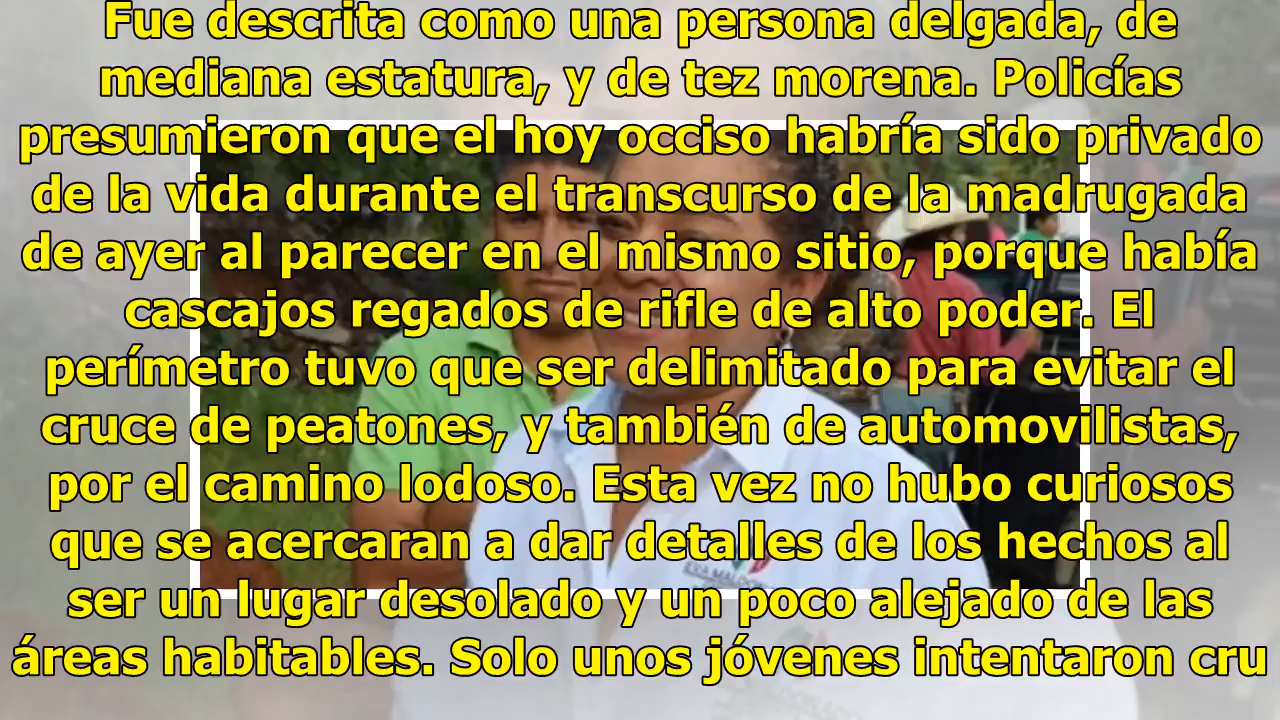 Fue descrita como una persona delgada, de
mediana estatura, y de tez morena. Policías
presumieron que el hoy occiso habría sido privado
de la vida durante el transcurso de la madrugada
de ayer al parecer en el mismo sitio, porque había
cascajos regados de rifle de alto poder. El
perímetro tuvo que ser delimitado para evitar el
cruce de peatones, y también de automovilistas,
por el camino lodoso. Esta vez no hubo curiosos
que se acercaran a dar detalles de los hechos al
ser un lugar desolado y un poco alejado de las
áreas habitables. Solo unos jóvenes intentaron cru